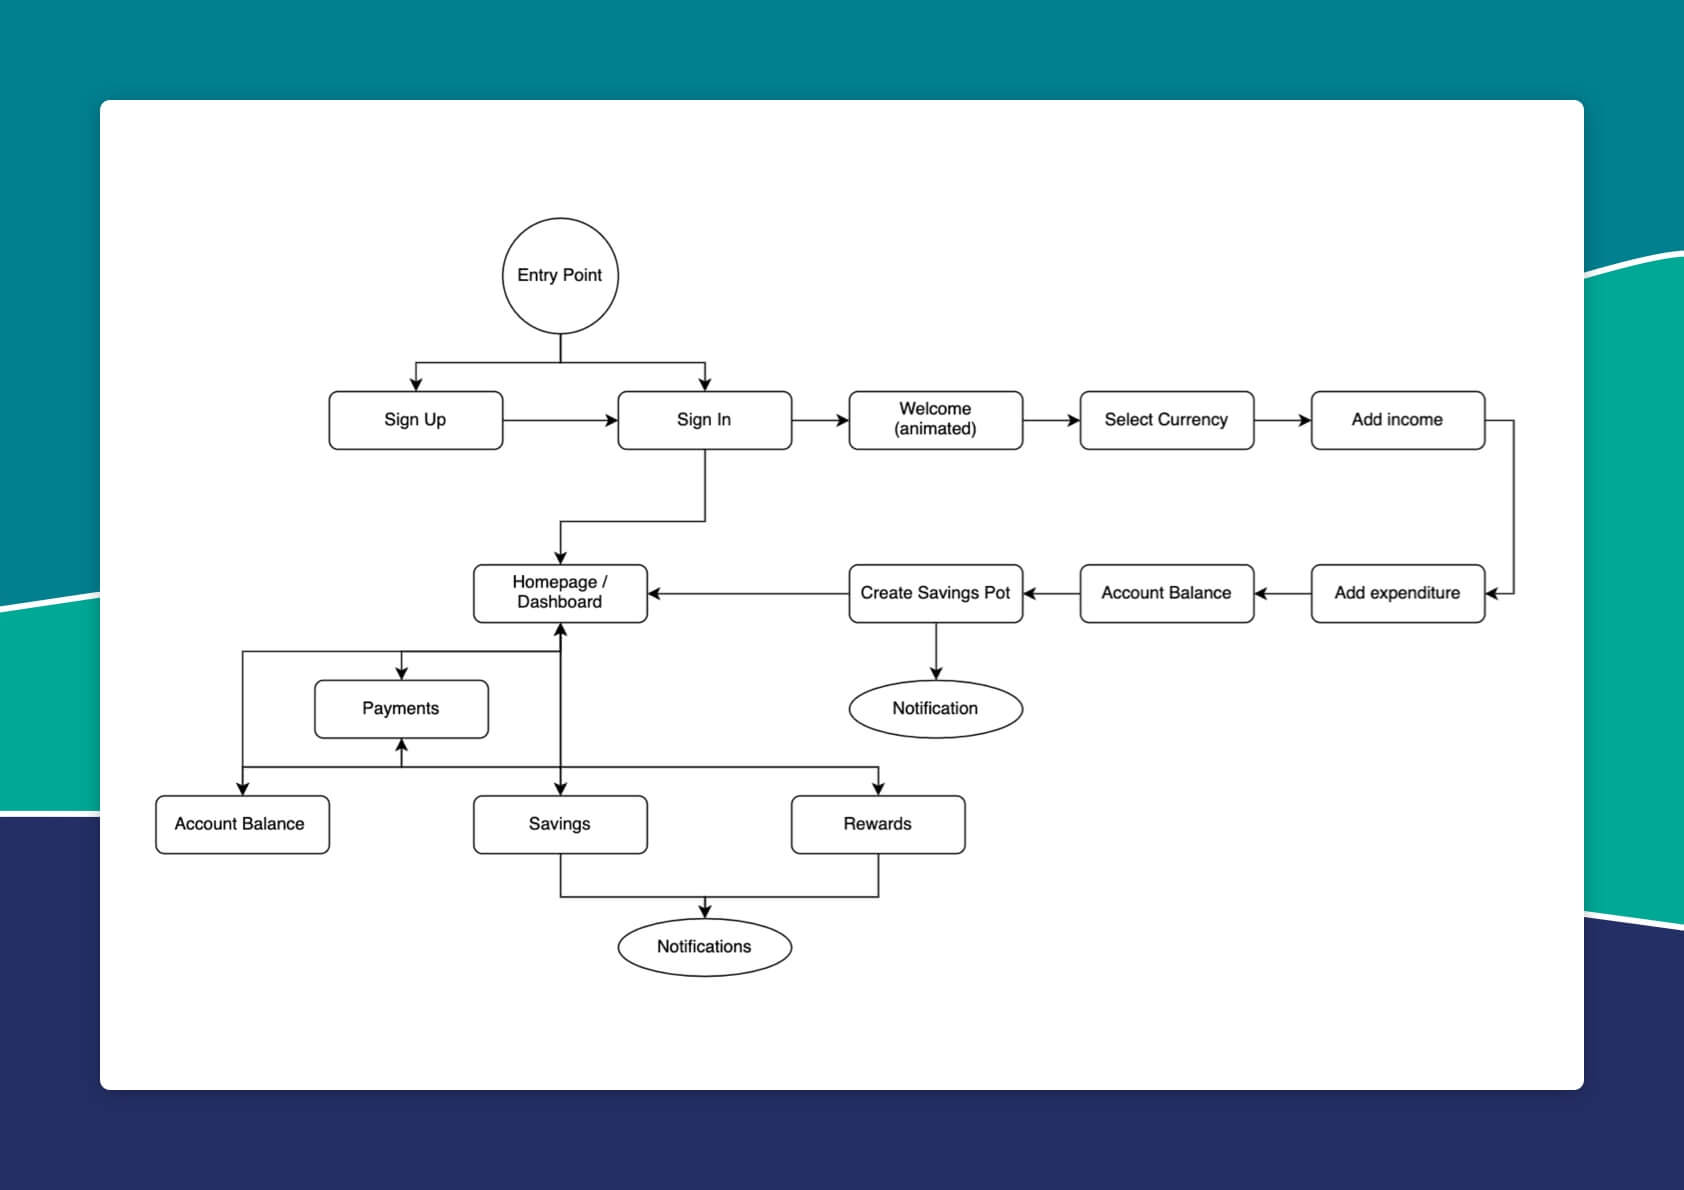 Entry Point
Sign Up
Sign In
Welcome
(animated)
Select Currency
Add income
Homepage /
Dashboard
Create Savings Pot
Account Balance
Add expenditure
Payments
Notification
Account Balance
Savings
Rewards
Notifications